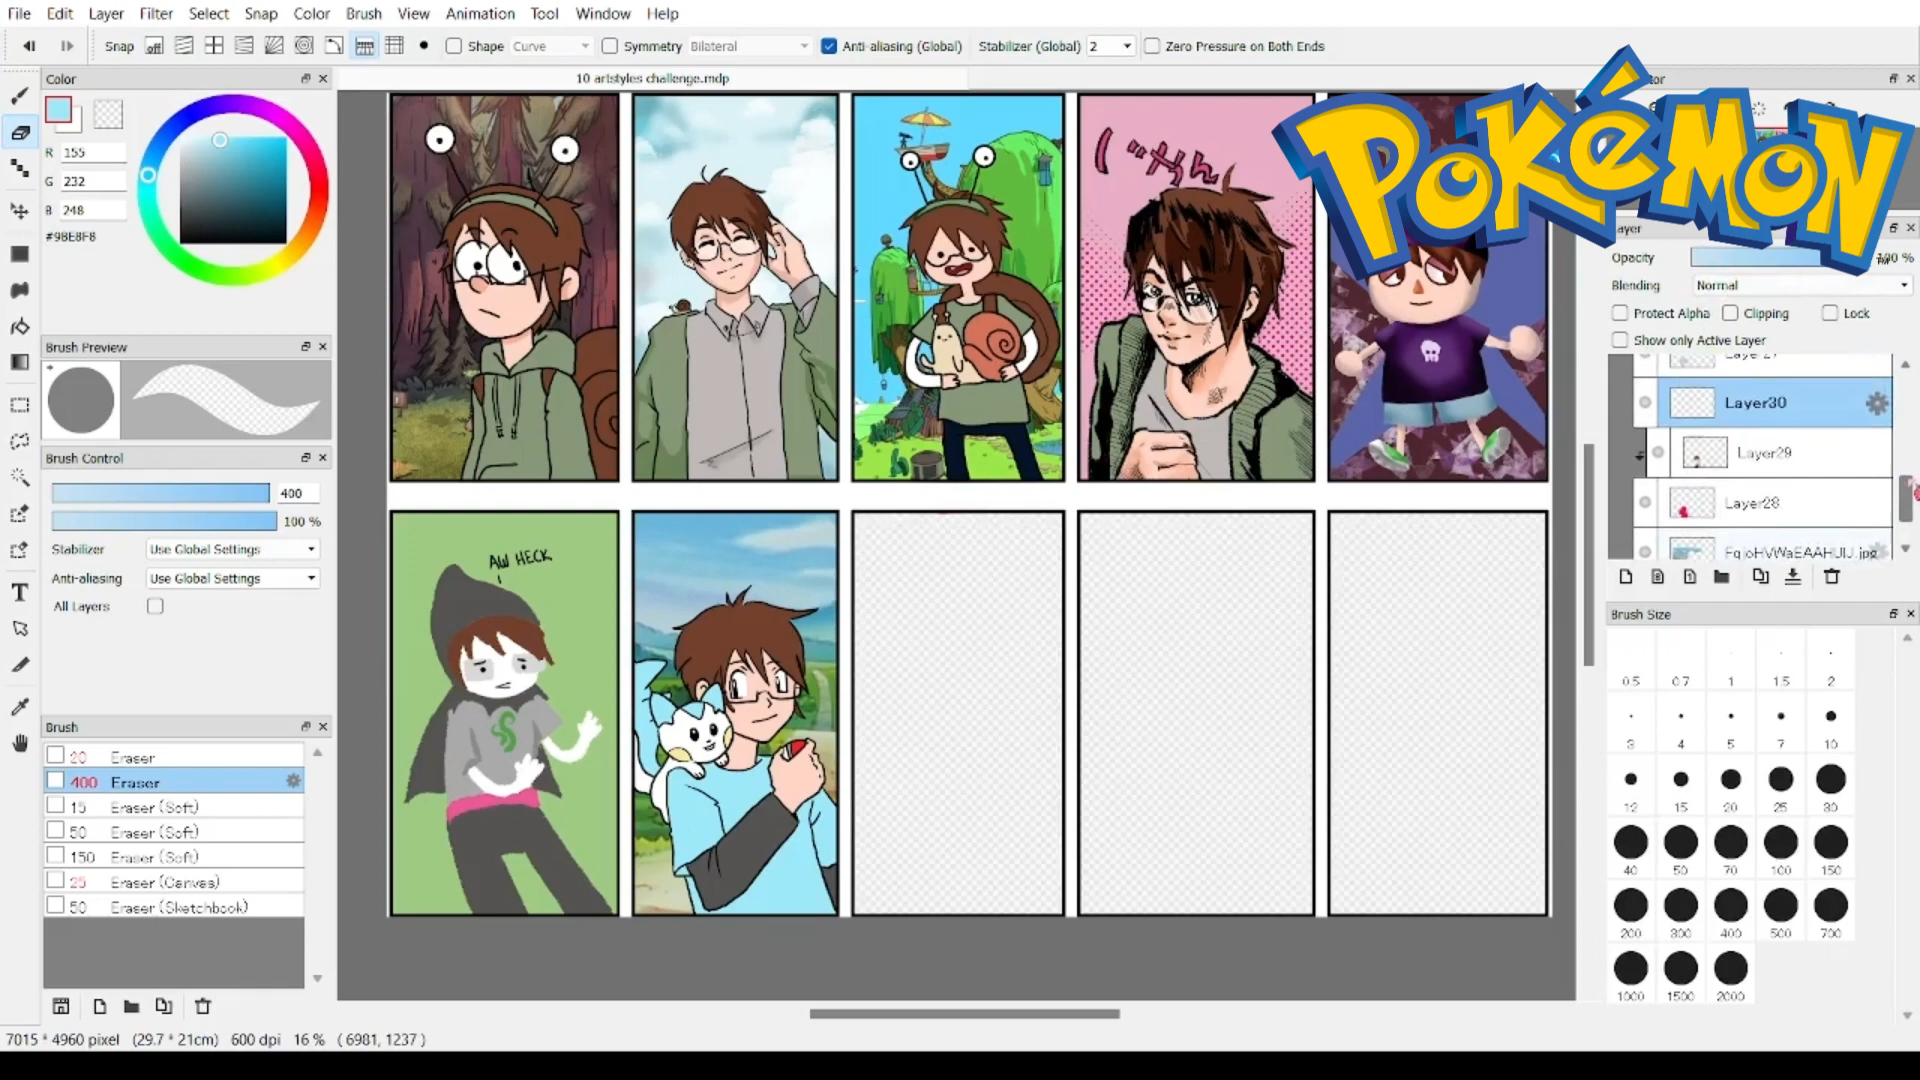 File Edit Layer Filter Select Snap Color Brush View Animation Tool Window Help
Snap off Shape Curve Symmetry Bilateral Anti-aliasing (Global) Stabilizer (Global) 2 Zero Pressure on Both Ends
Color
10 artstyles challenge.mdp
POKéMON
R 155
G 232
B 248
#9BE8F8
Brush Preview
Brush Control
400
100 %
Stabilizer Use Global Settings
Anti-aliasing Use Global Settings
All Layers
Brush
20 Eraser
400 Eraser
15 Eraser (Soft)
50 Eraser (Soft)
150 Eraser (Soft)
25 Eraser (Canvas)
50 Eraser (Sketchbook)
じゃん
AW HECK
Layer
Opacity 100 %
Blending Normal
Protect Alpha Clipping Lock
Show only Active Layer
Layer27
Layer30
Layer29
Layer28
Brush Size
0.5 0.7 1 1.5 2
3 4 5 7 10
12 15 20 25 30
40 50 70 100 150
200 300 400 500 700
1000 1500 2000
7015 * 4960 pixel (29.7 * 21cm) 600 dpi 16 % ( 6981, 1237 )